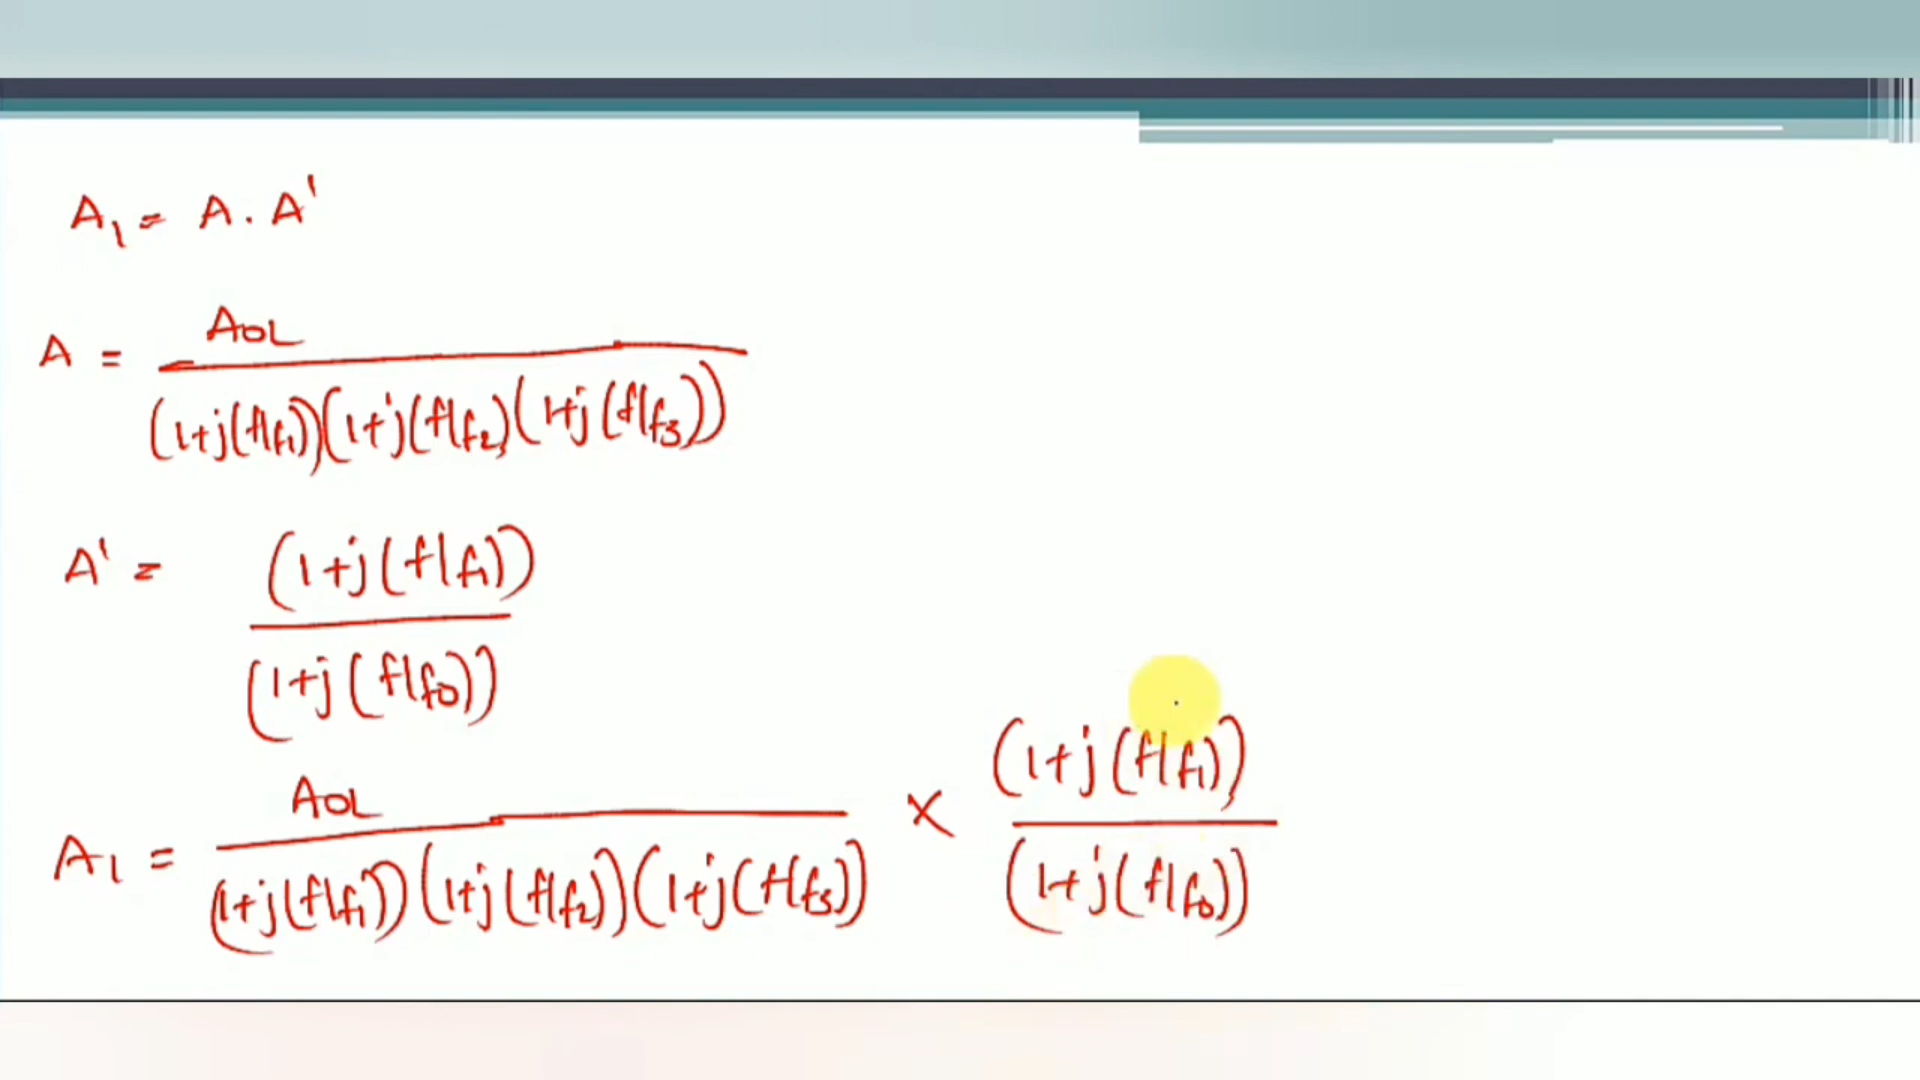 A₁ = A . A'
A = AOL / (1+j(f|f₁))(1+j(f|f₂)(1+j(f|f₃))
A' = (1+j(f|f₁)) / (1+j(f|f₀))
A₁ = AOL / (1+j(f|f₁))(1+j(f|f₂))(1+j(f|f₃)) × (1+j(f|f₁)) / (1+j(f|f₀))